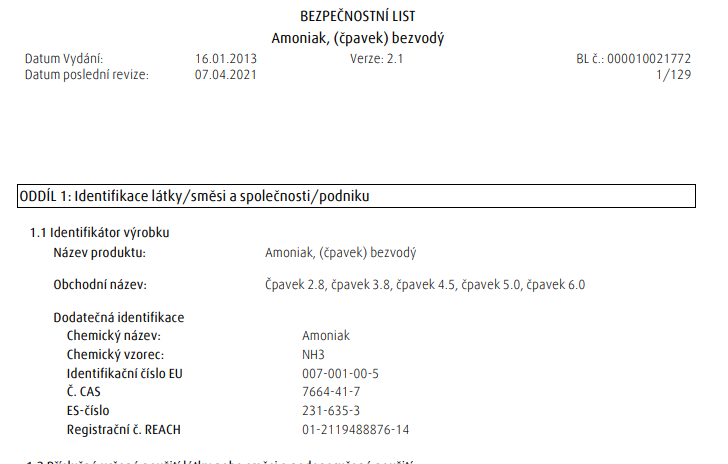 BEZPEČNOSTNÍ LIST
Amoniak, (čpavek) bezvodý
Datum Vydání: 16.01.2013 Verze: 2.1 BL č.: 000010021772
Datum poslední revize: 07.04.2021 1/129
ODDÍL 1: Identifikace látky/směsi a společnosti/podniku
1.1 Identifikátor výrobku
Název produktu: Amoniak, (čpavek) bezvodý
Obchodní název: Čpavek 2.8, čpavek 3.8, čpavek 4.5, čpavek 5.0, čpavek 6.0
Dodatečná identifikace
Chemický název: Amoniak
Chemický vzorec: NH3
Identifikační číslo EU 007-001-00-5
Č. CAS 7664-41-7
ES-číslo 231-635-3
Registrační č. REACH 01-2119488876-14